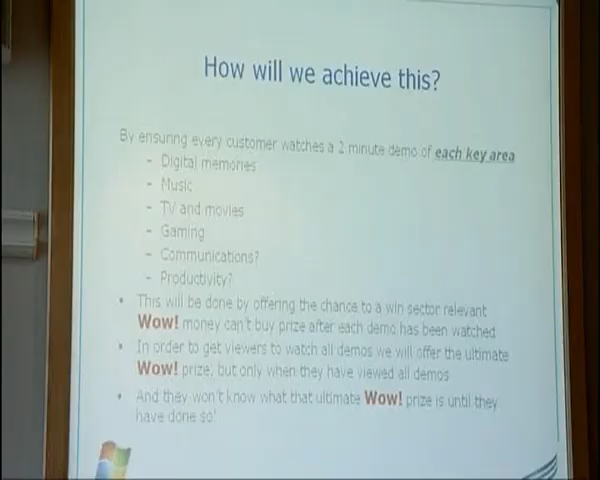 How will we achieve this?
By ensuring every customer watches a 2 minute demo of each key area
- Digital memories
- Music
- TV and movies
- Gaming
- Communications?
- Productivity?
• This will be done by offering the chance to a win sector relevant
Wow! money can't buy prize after each demo has been watched
• In order to get viewers to watch all demos we will offer the ultimate
Wow! prize, but only when they have viewed all demos
• And they won't know what that ultimate Wow! prize is until they
have done so'